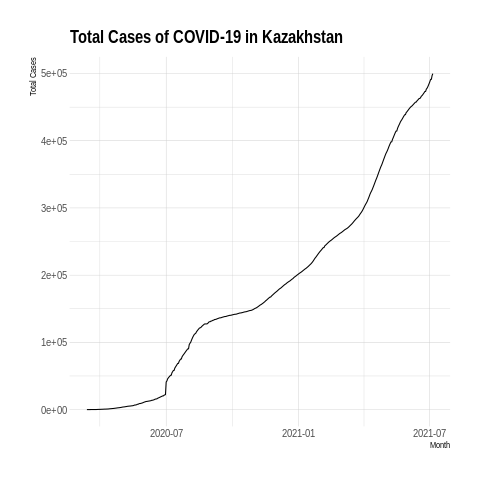 Total Cases of COVID-19 in Kazakhstan
Total Cases
5e+05
4e+05
3e+05
2e+05
1e+05
0e+00
2020-07 2021-01 2021-07
Month